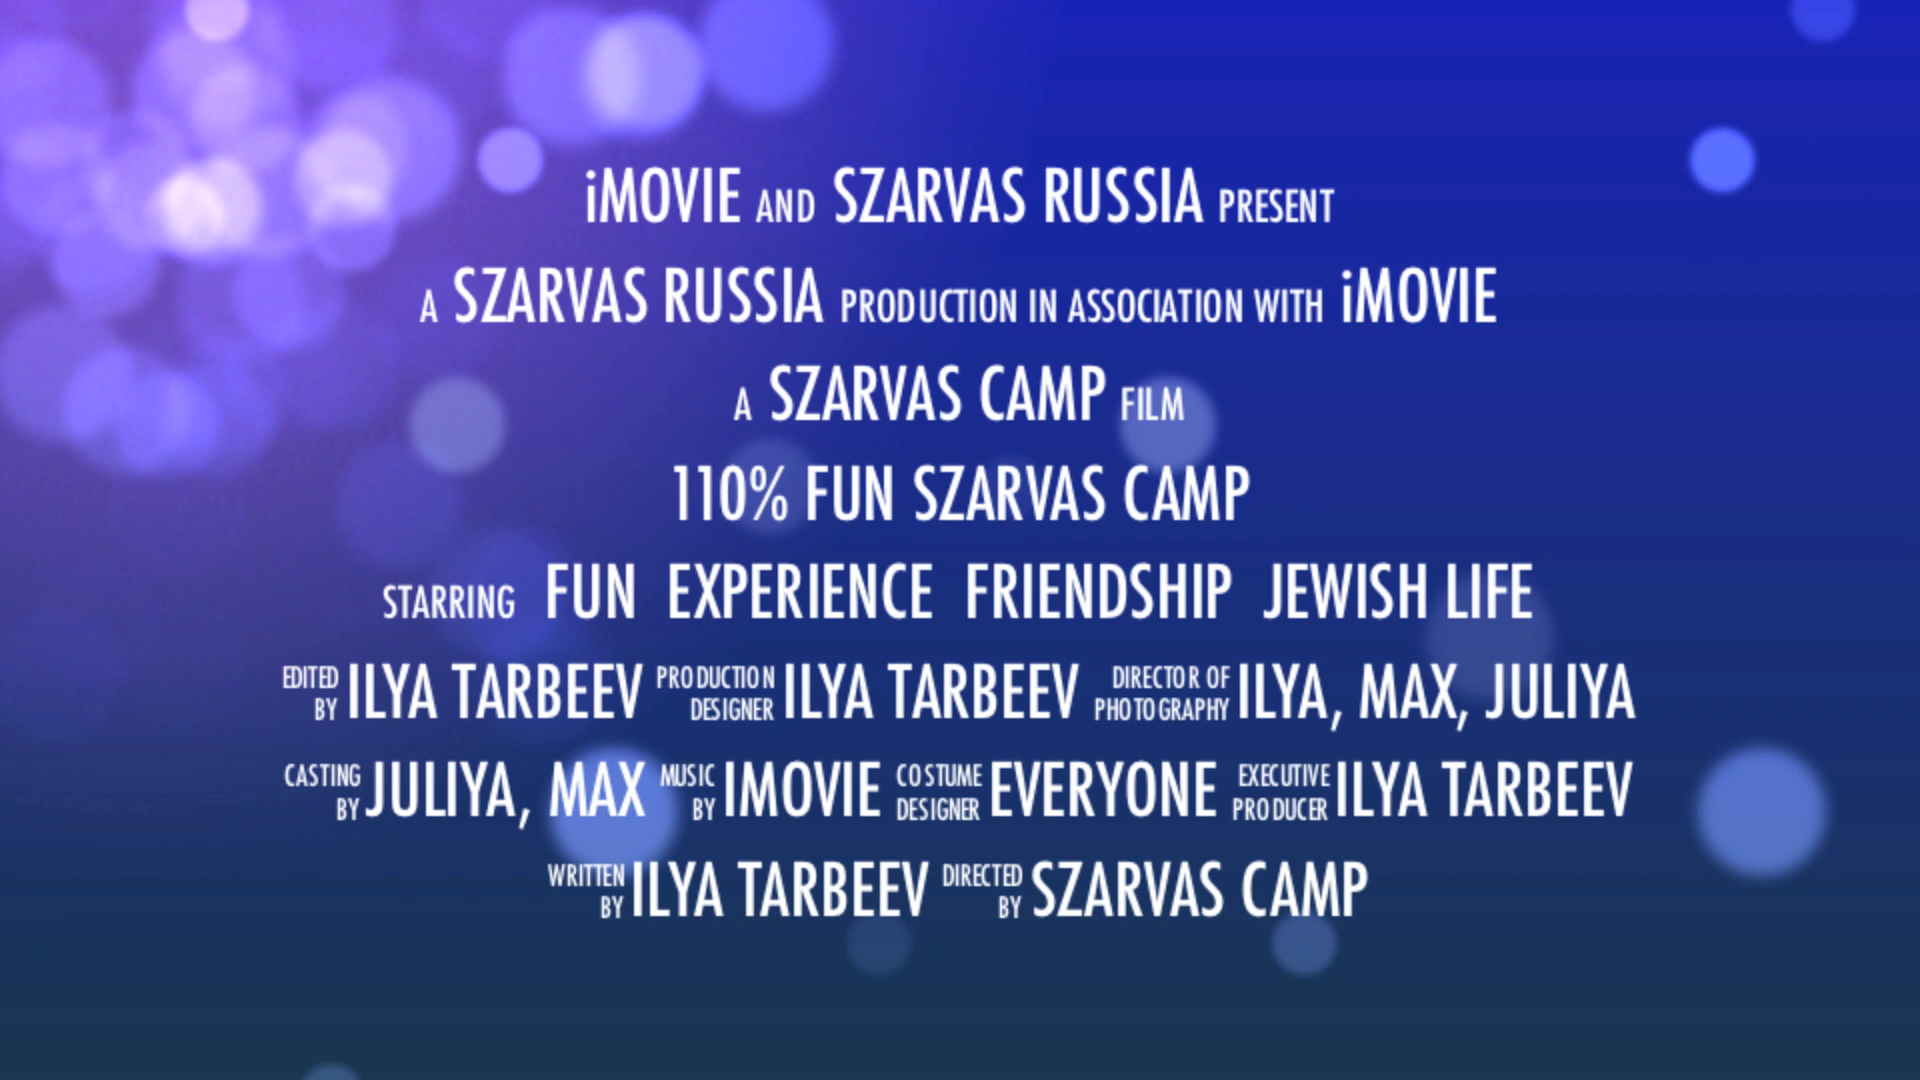 iMOVIE AND SZARVAS RUSSIA PRESENT
A SZARVAS RUSSIA PRODUCTION IN ASSOCIATION WITH iMOVIE
A SZARVAS CAMP FILM
110% FUN SZARVAS CAMP
STARRING FUN EXPERIENCE FRIENDSHIP JEWISH LIFE
EDITED BY ILYA TARBEEV PRODUCTION DESIGNER ILYA TARBEEV DIRECTOR OF PHOTOGRAPHY ILYA, MAX, JULIYA
CASTING BY JULIYA, MAX MUSIC BY IMOVIE COSTUME DESIGNER EVERYONE EXECUTIVE PRODUCER ILYA TARBEEV
WRITTEN BY ILYA TARBEEV DIRECTED BY SZARVAS CAMP